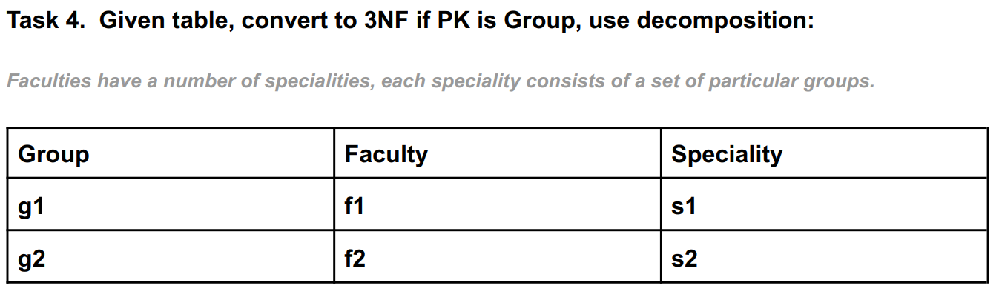 Task 4.  Given table, convert to 3NF if PK is Group, use decomposition:
Faculties have a number of specialities, each speciality consists of a set of particular groups.
Group Faculty Speciality
g1 f1 s1
g2 f2 s2